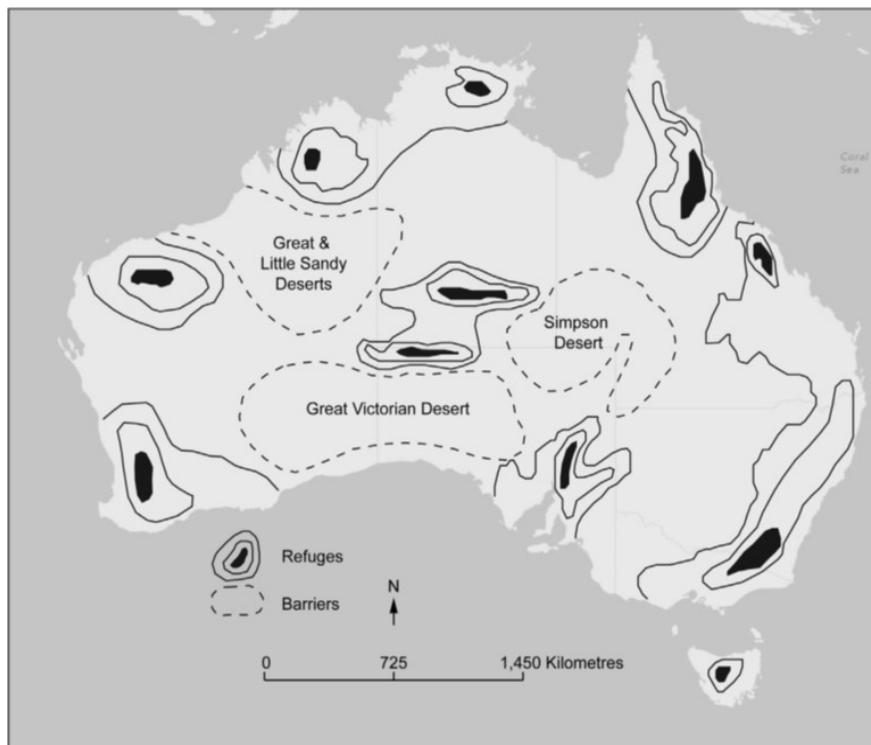 Coral
Sea
Great &
Little Sandy
Deserts
Simpson
Desert
Great Victorian Desert
Refuges
Barriers
N
0 725 1,450 Kilometres